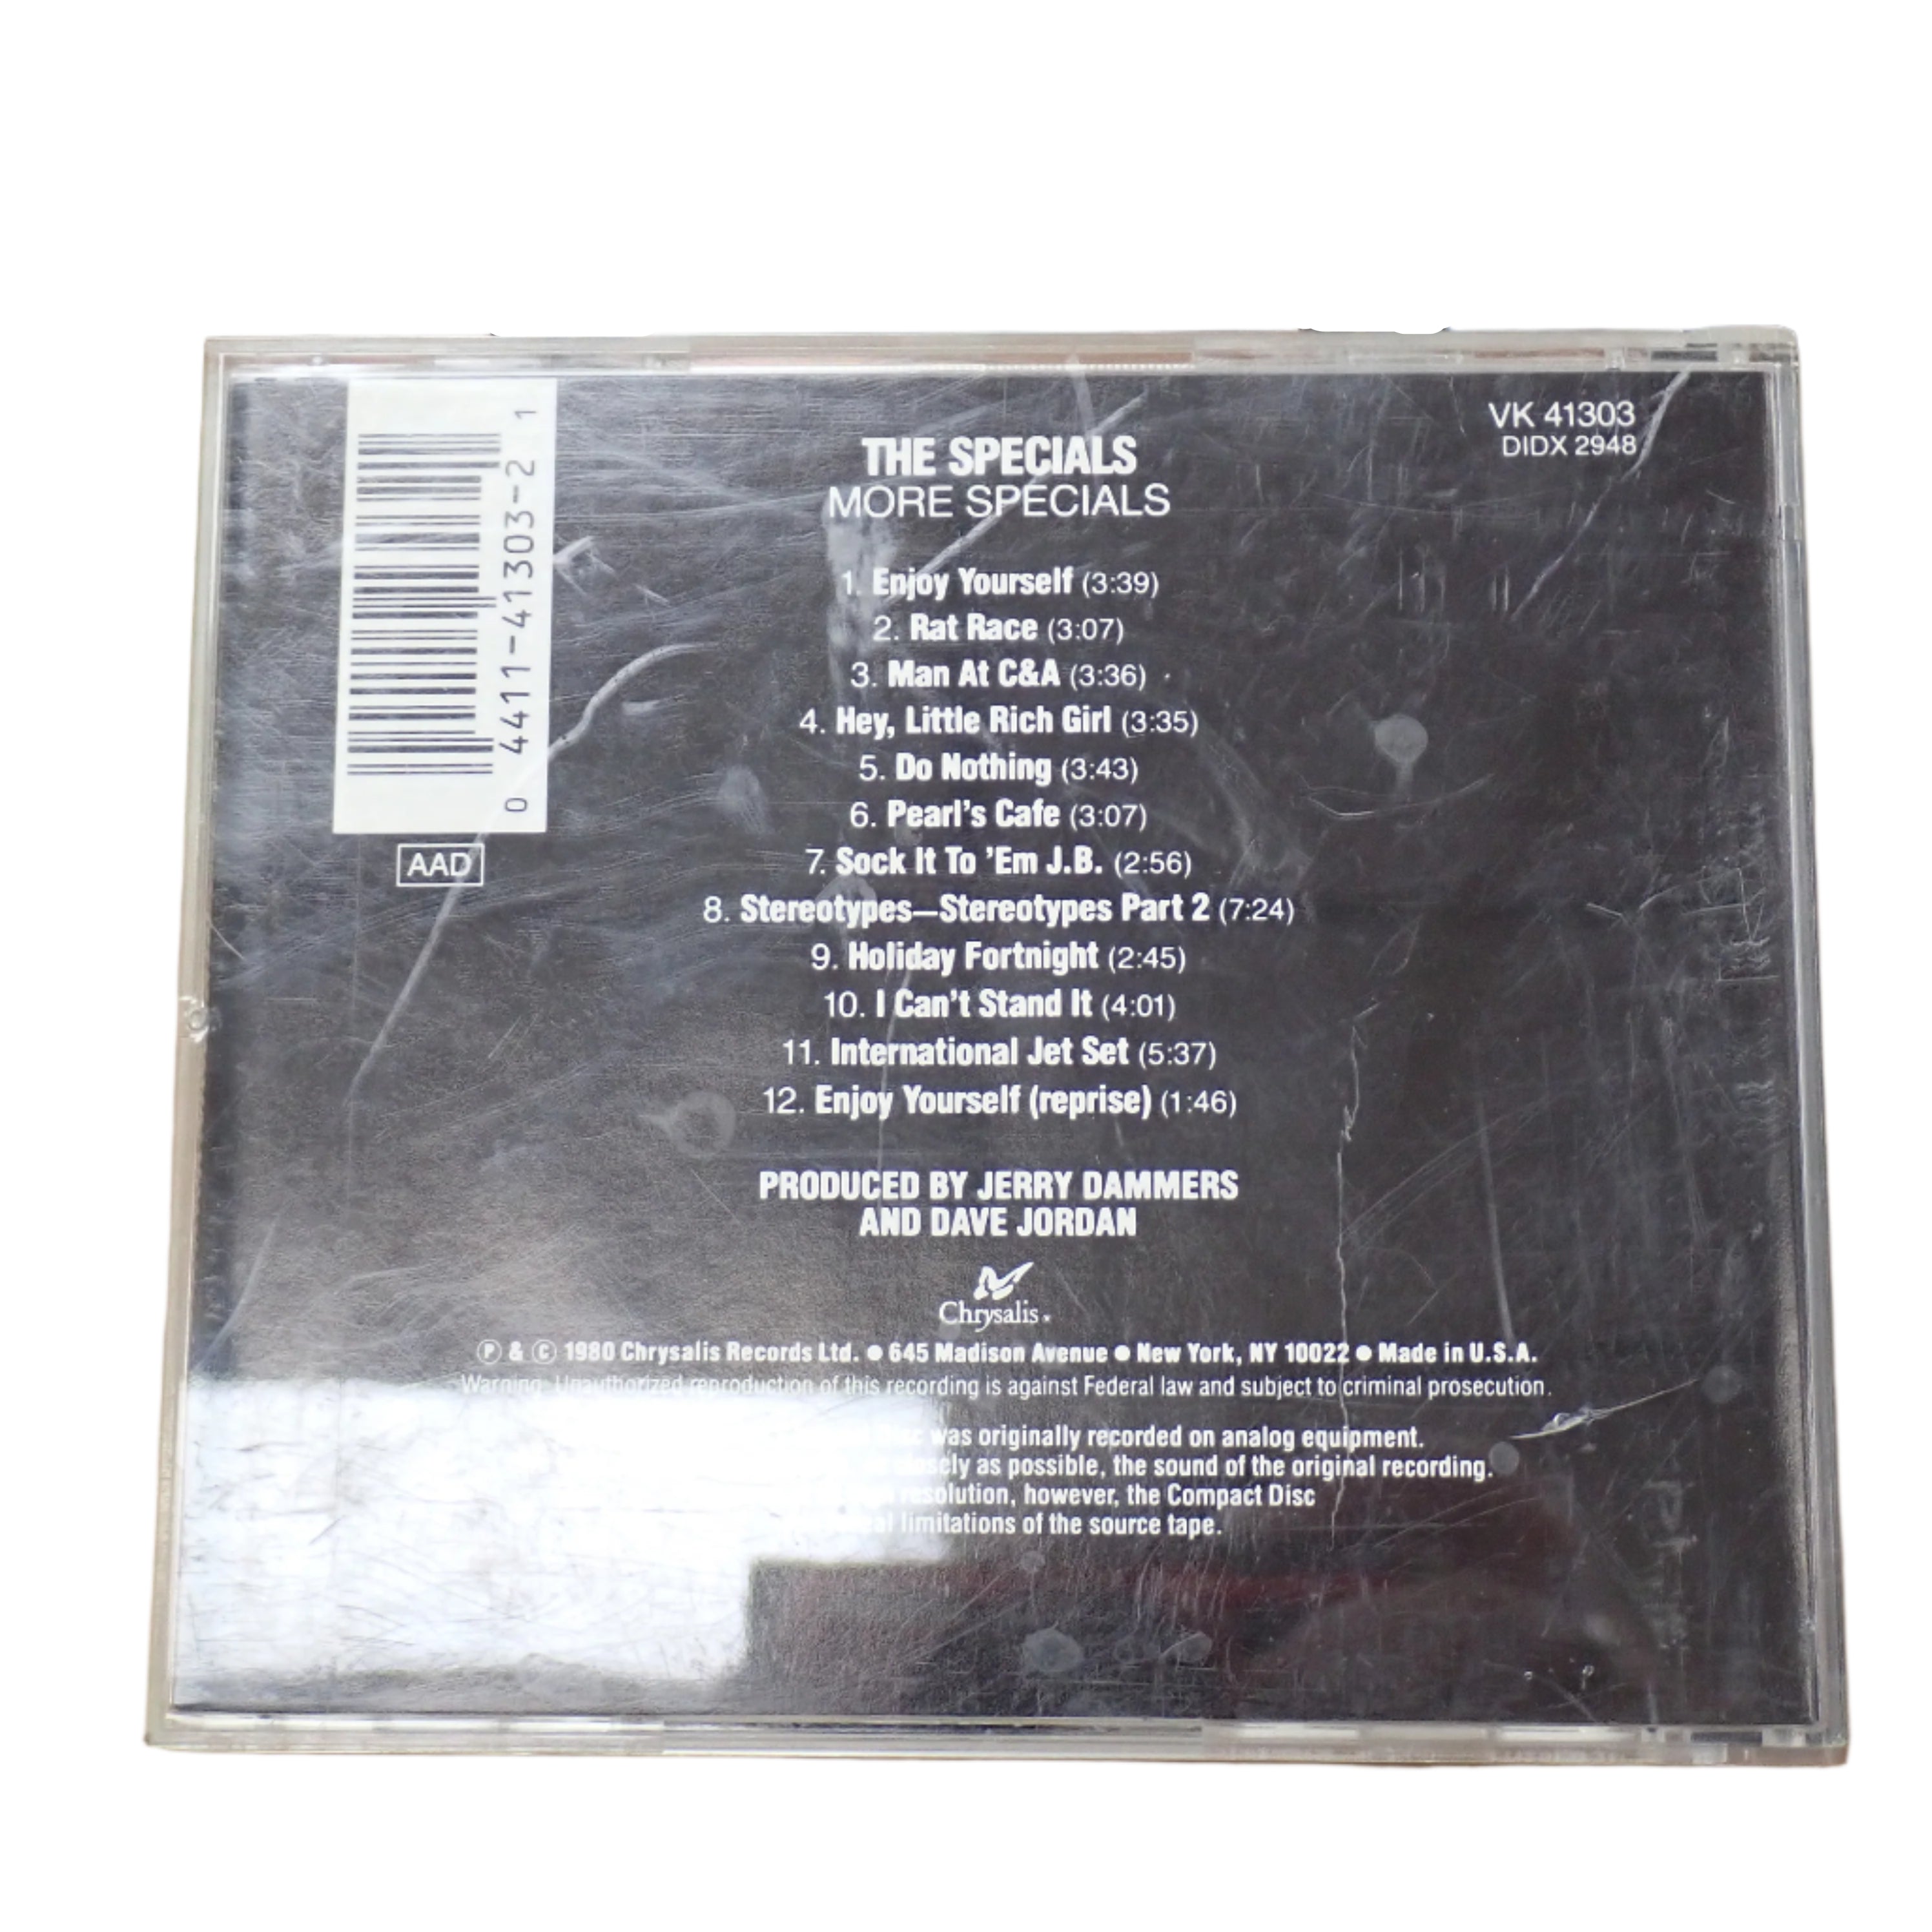 VK 41303
DIDX 2948
THE SPECIALS
MORE SPECIALS
1. Enjoy Yourself (3:39)
2. Rat Race (3:07)
3. Man At C&A (3:36)
4. Hey, Little Rich Girl (3:35)
5. Do Nothing (3:43)
6. Pearl's Cafe (3:07)
7. Sock It To 'Em J.B. (2:56)
8. Stereotypes—Stereotypes Part 2 (7:24)
9. Holiday Fortnight (2:45)
10. I Can't Stand It (4:01)
11. International Jet Set (5:37)
12. Enjoy Yourself (reprise) (1:46)
0 4411-41303-2 1
AAD
PRODUCED BY JERRY DAMMERS
AND DAVE JORDAN
Chrysalis
Ⓟ & © 1980 Chrysalis Records Ltd. ● 645 Madison Avenue ● New York, NY 10022 ● Made in U.S.A.
Warning: Unauthorized reproduction of this recording is against Federal law and subject to criminal prosecution.
Disc was originally recorded on analog equipment.
closely as possible, the sound of the original recording.
resolution, however, the Compact Disc
limitations of the source tape.